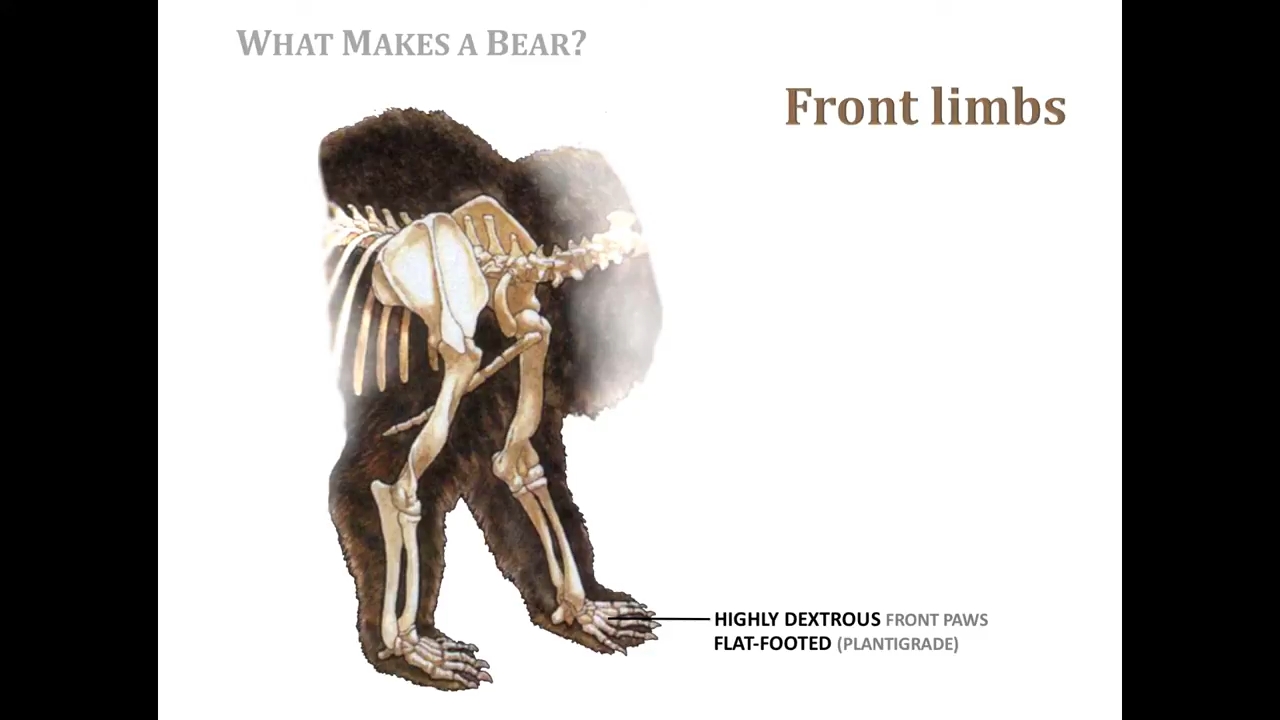 WHAT MAKES A BEAR?
Front limbs
HIGHLY DEXTROUS FRONT PAWS
FLAT-FOOTED (PLANTIGRADE)